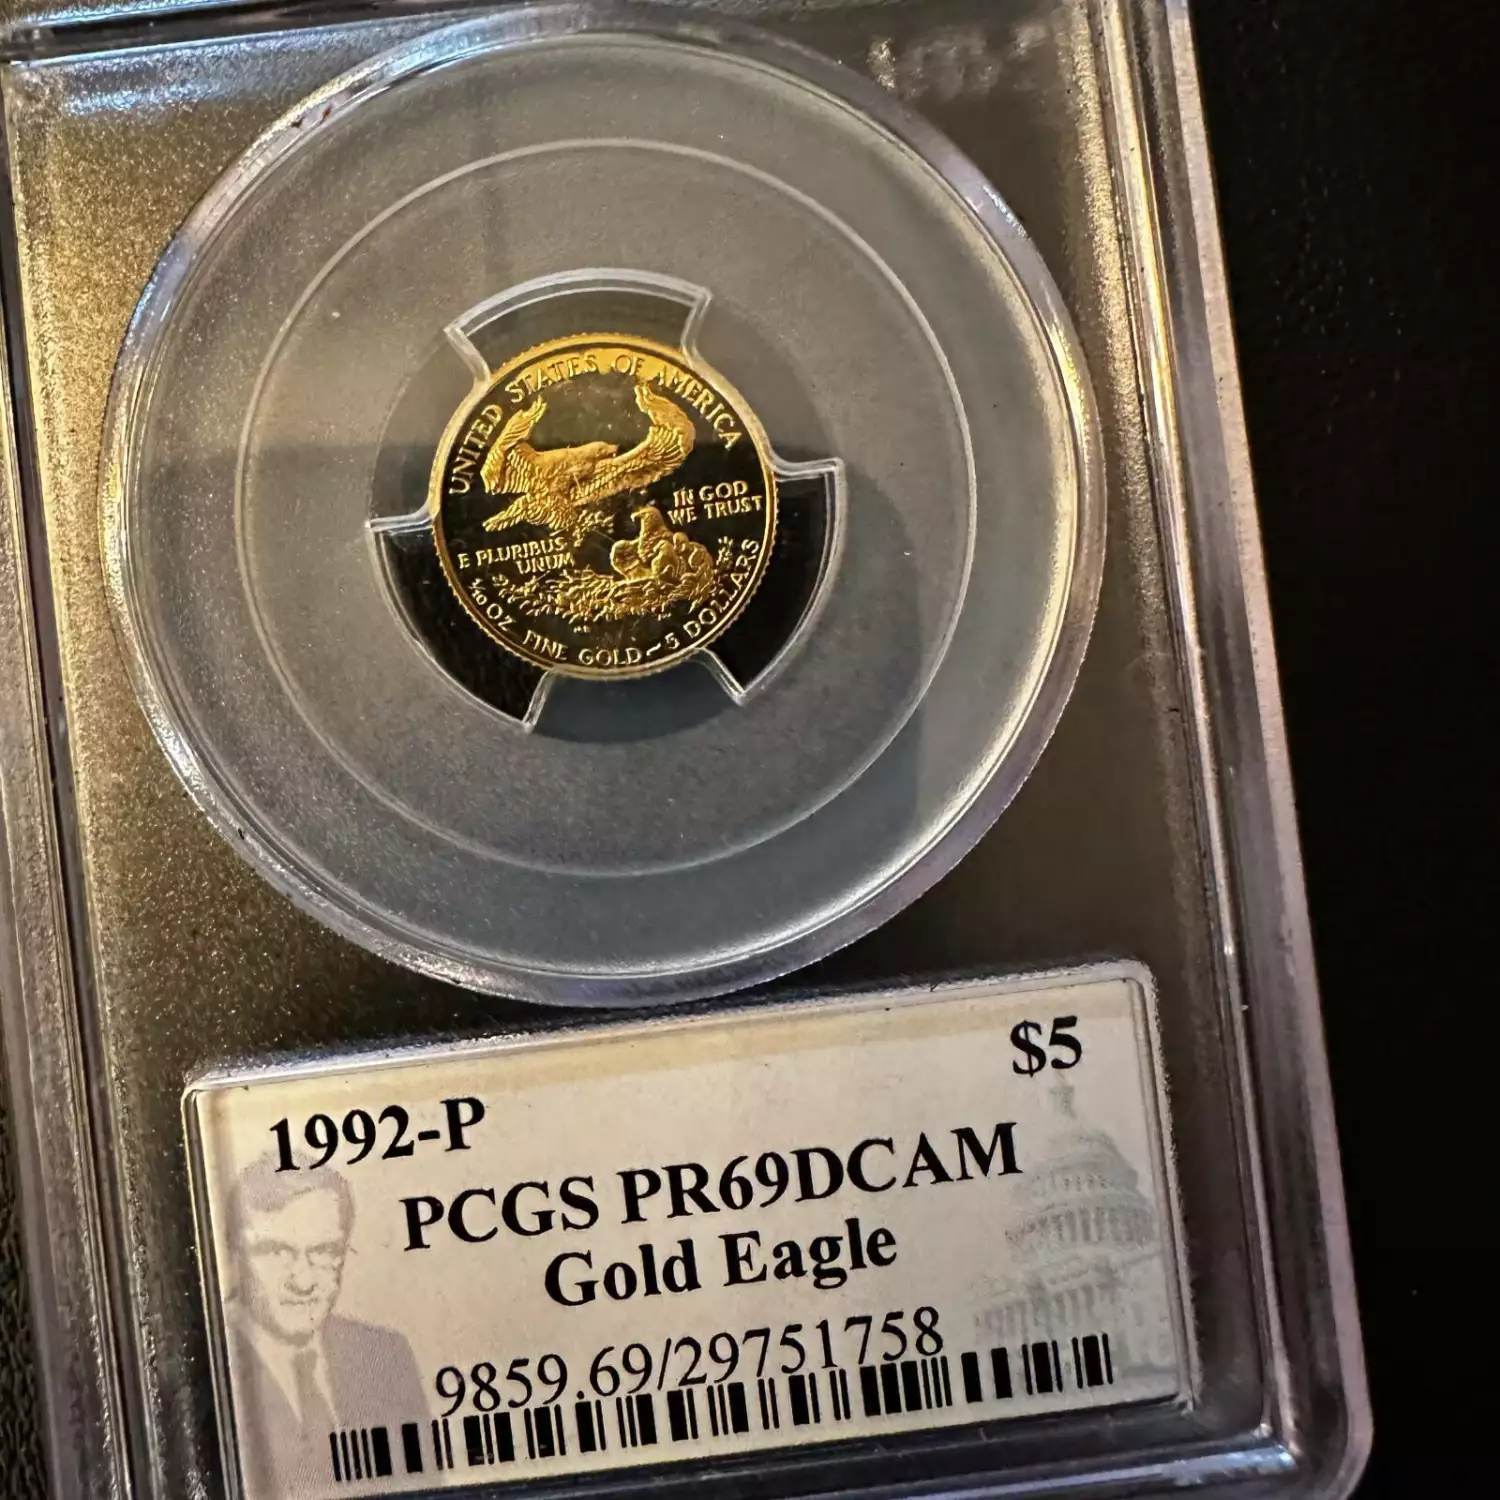 UNITED STATES OF AMERICA
IN GOD
WE TRUST
E PLURIBUS
UNUM
1/10 OZ. FINE GOLD~5 DOLLARS
$5
1992-P
PCGS PR69DCAM
Gold Eagle
9859.69/29751758